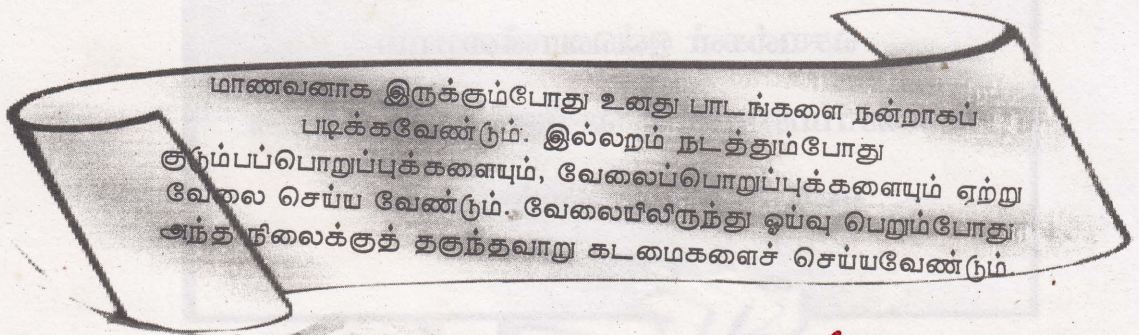 மாணவனாக இருக்கும்போது உனது பாடங்களை நன்றாகப்
படிக்கவேண்டும். இல்லறம் நடத்தும்போது
குடும்பப்பொறுப்புக்களையும், வேலைப்பொறுப்புக்களையும் ஏற்று
வேலை செய்ய வேண்டும். வேலையிலிருந்து ஓய்வு பெறும்போது
அந்த நிலைக்குத் தகுந்தவாறு கடமைகளைச் செய்யவேண்டும்.